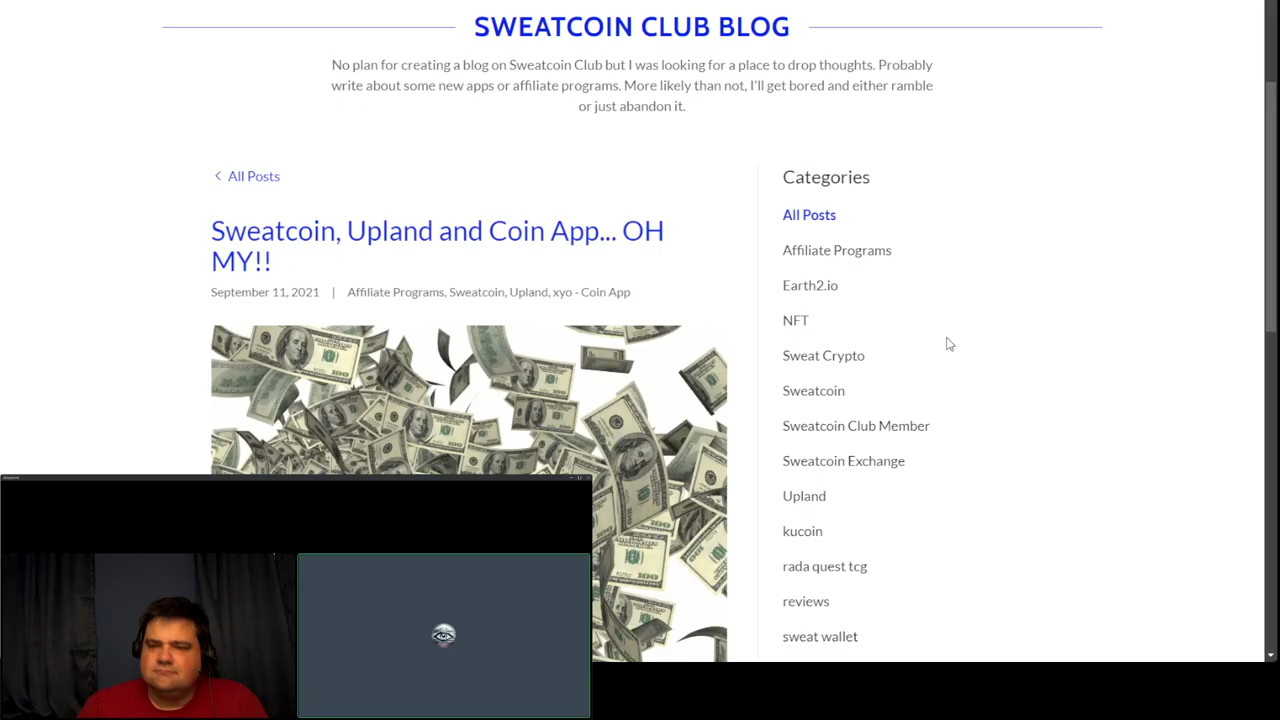 SWEATCOIN CLUB BLOG
No plan for creating a blog on Sweatcoin Club but I was looking for a place to drop thoughts. Probably
write about some new apps or affiliate programs. More likely than not, I'll get bored and either ramble
or just abandon it.
All Posts
Sweatcoin, Upland and Coin App... OH
MY!!
September 11, 2021 | Affiliate Programs, Sweatcoin, Upland, xyo - Coin App
Categories
All Posts
Affiliate Programs
Earth2.io
NFT
Sweat Crypto
Sweatcoin
Sweatcoin Club Member
Sweatcoin Exchange
Upland
kucoin
rada quest tcg
reviews
sweat wallet